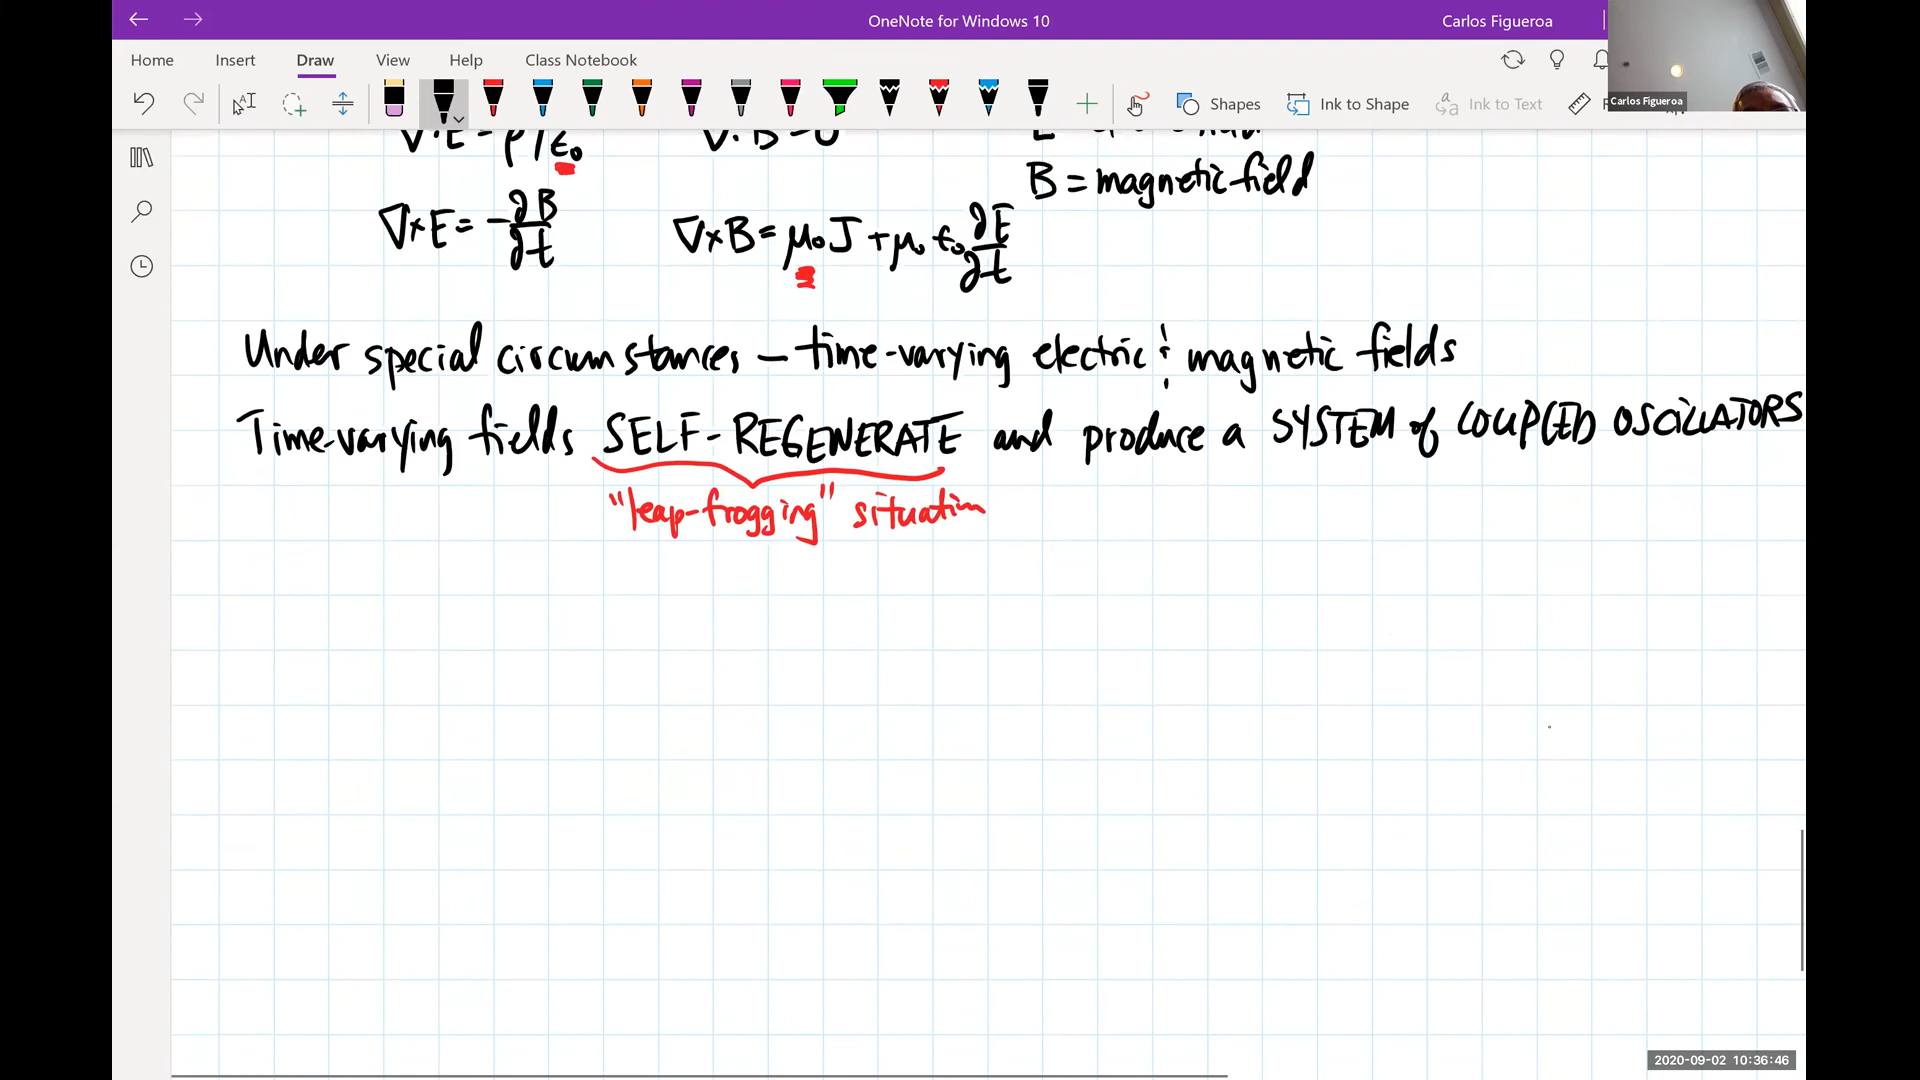 OneNote for Windows 10
Carlos Figueroa
Home Insert Draw View Help Class Notebook
Shapes Ink to Shape Ink to Text
Carlos Figueroa
∇·E = ρ/ε₀ ∇·B = 0
B = magnetic field
∇×E = -∂B/∂t ∇×B = μ₀J + μ₀ε₀ ∂E/∂t
Under special circumstances – time-varying electric & magnetic fields
Time-varying fields SELF-REGENERATE and produce a SYSTEM of COUPLED OSCILLATORS
"leap-frogging" situation
2020-09-02 10:36:46